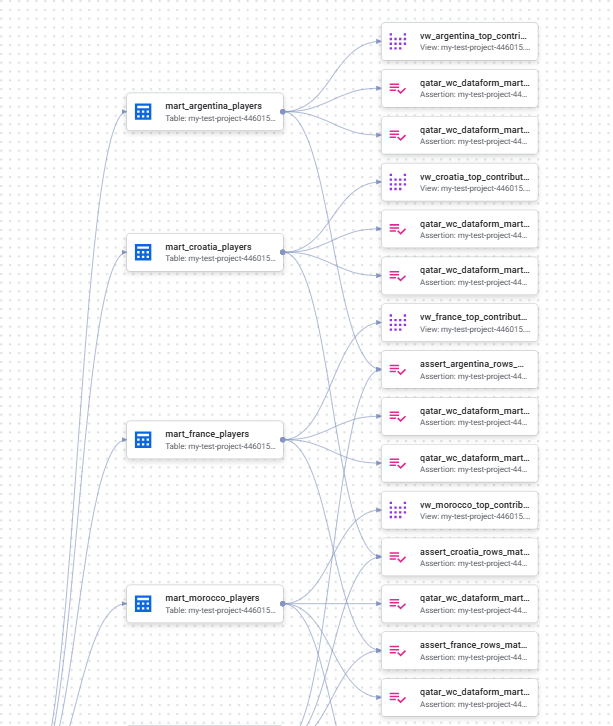 mart_argentina_players
Table: my-test-project-446015...
mart_croatia_players
Table: my-test-project-446015...
mart_france_players
Table: my-test-project-446015...
mart_morocco_players
Table: my-test-project-446015...
vw_argentina_top_contri...
View: my-test-project-446015....
qatar_wc_dataform_mart...
Assertion: my-test-project-44...
qatar_wc_dataform_mart...
Assertion: my-test-project-44...
vw_croatia_top_contribut...
View: my-test-project-446015....
qatar_wc_dataform_mart...
Assertion: my-test-project-44...
qatar_wc_dataform_mart...
Assertion: my-test-project-44...
vw_france_top_contribut...
View: my-test-project-446015....
assert_argentina_rows_...
Assertion: my-test-project-44...
qatar_wc_dataform_mart...
Assertion: my-test-project-44...
qatar_wc_dataform_mart...
Assertion: my-test-project-44...
vw_morocco_top_contrib...
View: my-test-project-446015....
assert_croatia_rows_mat...
Assertion: my-test-project-44...
qatar_wc_dataform_mart...
Assertion: my-test-project-44...
assert_france_rows_mat...
Assertion: my-test-project-44...
qatar_wc_dataform_mart...
Assertion: my-test-project-44...